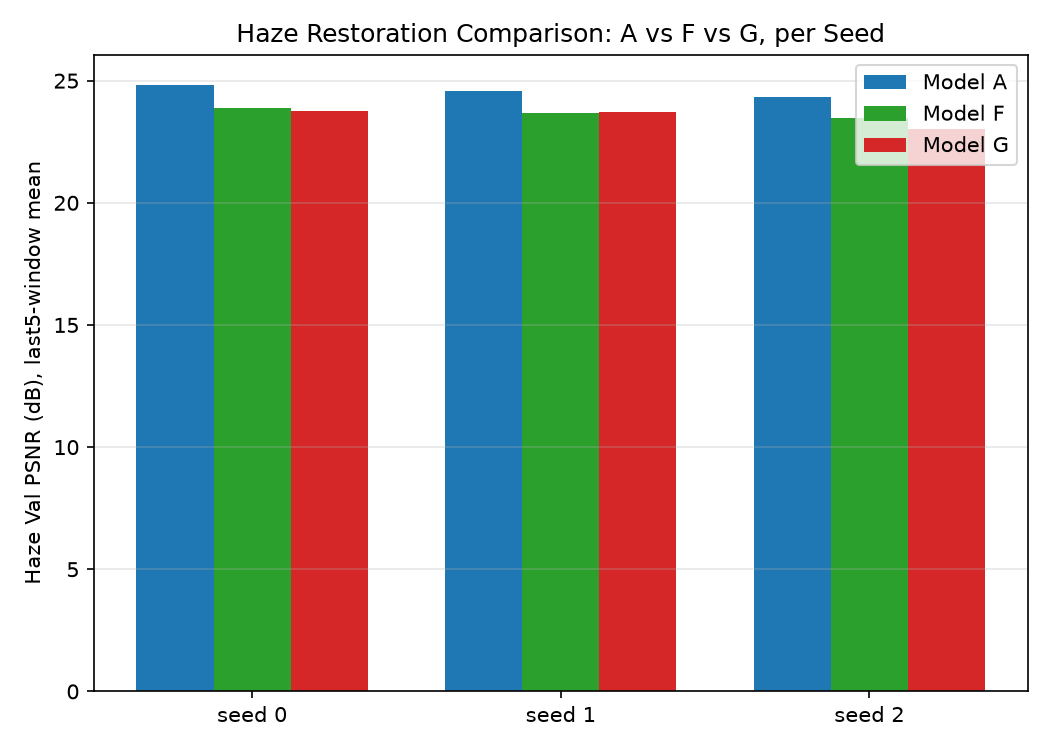 Haze Restoration Comparison: A vs F vs G, per Seed
Haze Val PSNR (dB), last5-window mean
25
20
15
10
5
0
Model A
Model F
Model G
seed 0
seed 1
seed 2